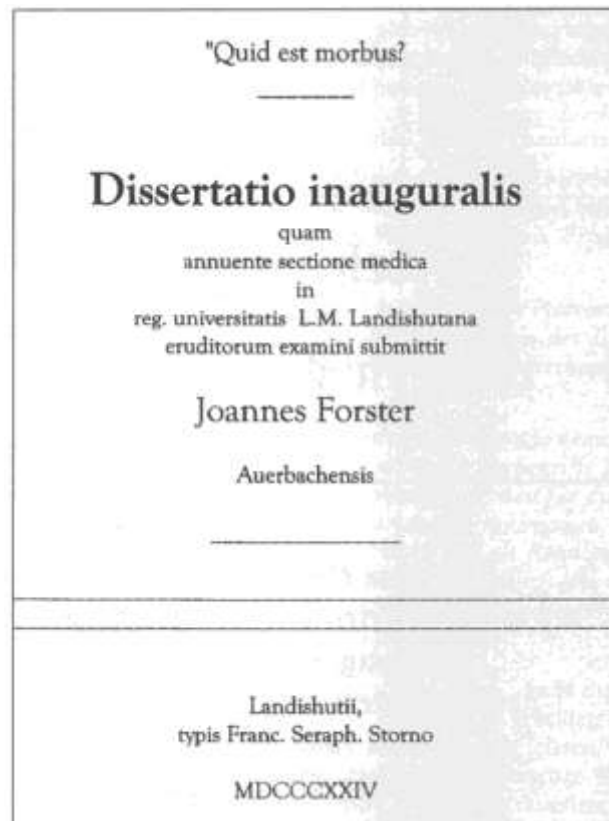 "Quid est morbus?
Dissertatio inauguralis
quam
annuente sectione medica
in
reg. universitatis L.M. Landishutana
eruditorum examini submittit
Joannes Forster
Auerbachensis
Landishutii,
typis Franc. Seraph. Storno
MDCCCXXIV